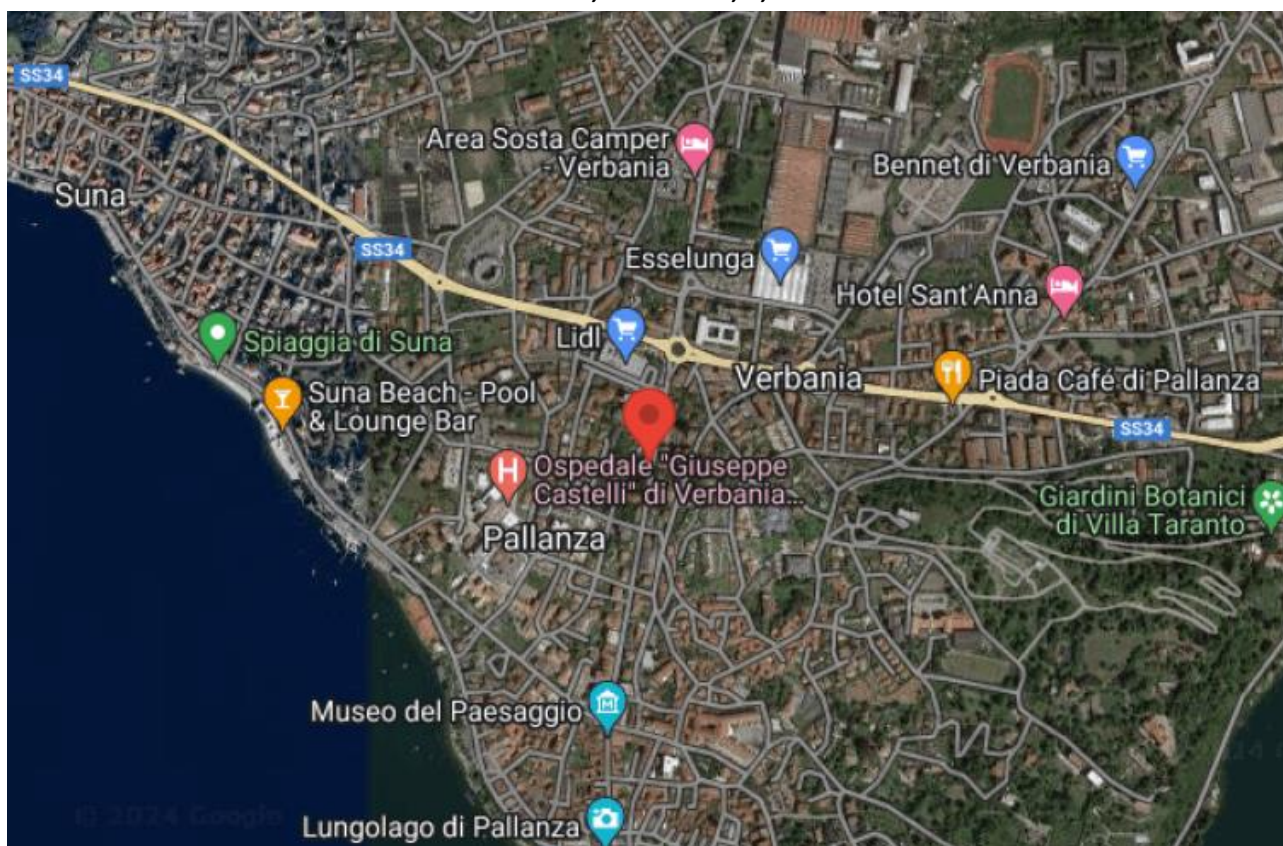 SS34
Area Sosta Camper
- Verbania
Bennet di Verbania
Suna
SS34
Esselunga
Hotel Sant'Anna
Spiaggia di Suna
Lidl
Verbania
Piada Café di Pallanza
Suna Beach - Pool
& Lounge Bar
SS34
Ospedale "Giuseppe
Castelli" di Verbania...
Giardini Botanici
di Villa Taranto
Pallanza
Museo del Paesaggio
© 2024 Google
Lungolago di Pallanza